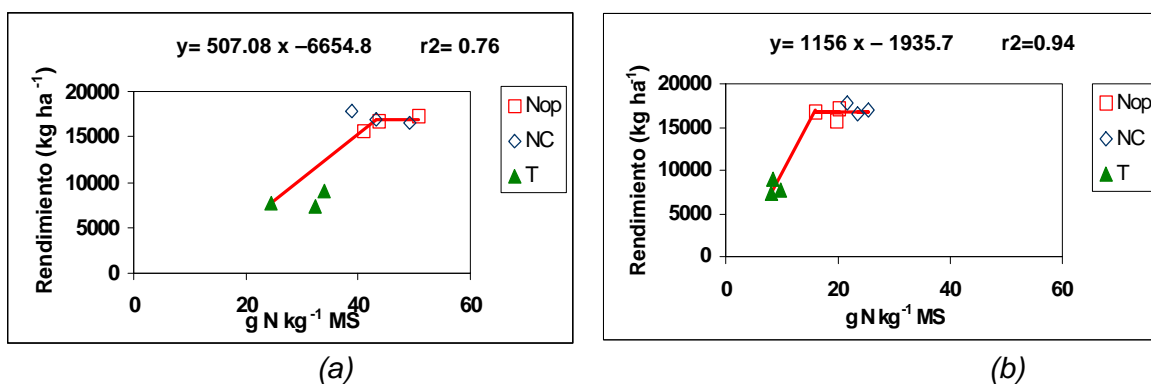 y= 507.08 x –6654.8 r2= 0.76
20000
15000
10000
5000
0
0 20 40 60
Rendimiento (kg ha⁻¹)
g N kg⁻¹ MS
Nop
NC
T
(a)
y= 1156 x – 1935.7 r2=0.94
20000
15000
10000
5000
0
0 20 40 60
Rendimiento (kg ha⁻¹)
g N kg⁻¹ MS
Nop
NC
T
(b)